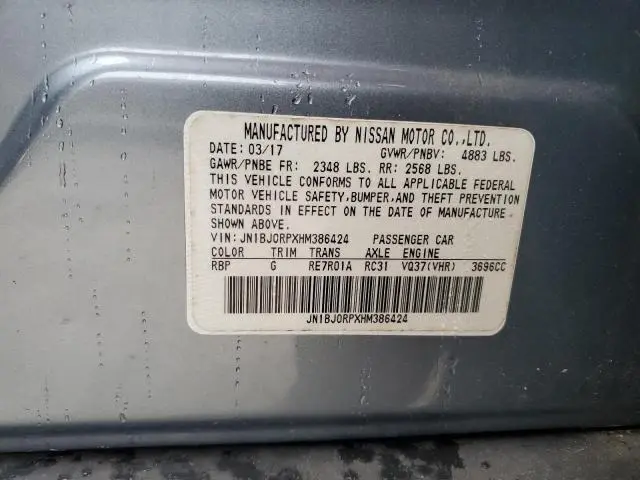 MANUFACTURED BY NISSAN MOTOR CO.,LTD.
DATE: 03/17 GVWR/PNBV: 4883 LBS.
GAWR/PNBE FR: 2348 LBS. RR: 2568 LBS.
THIS VEHICLE CONFORMS TO ALL APPLICABLE FEDERAL
MOTOR VEHICLE SAFETY,BUMPER,AND THEFT PREVENTION
STANDARDS IN EFFECT ON THE DATE OF MANUFACTURE
SHOWN ABOVE.
VIN:JN1BJ0RPXHM386424 PASSENGER CAR
COLOR TRIM TRANS AXLE ENGINE
RBP G RE7R01A RC31 VQ37(VHR) 3696CC
JN1BJ0RPXHM386424